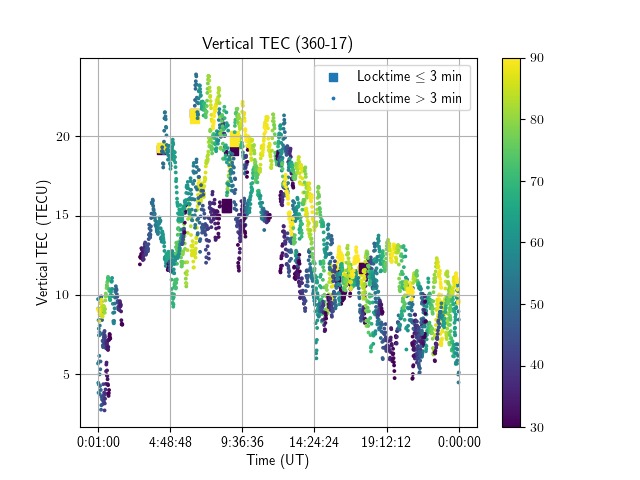 Vertical TEC (360-17)
Locktime ≤ 3 min
Locktime > 3 min
Vertical TEC (TECU)
20
15
10
5
0:01:00 4:48:48 9:36:36 14:24:24 19:12:12 0:00:00
Time (UT)
90
80
70
60
50
40
30